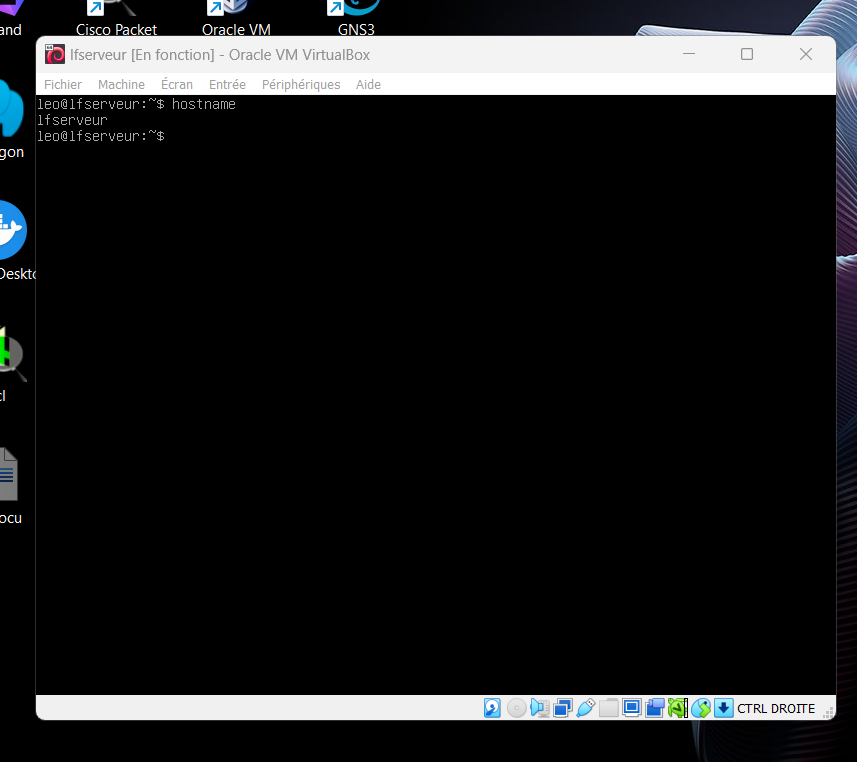 and
Cisco Packet
Oracle VM
GNS3
lfserveur [En fonction] - Oracle VM VirtualBox
Fichier Machine Écran Entrée Périphériques Aide
leo@lfserveur:~$ hostname
lfserveur
leo@lfserveur:~$
gon
Deskto
cl
ocu
CTRL DROITE